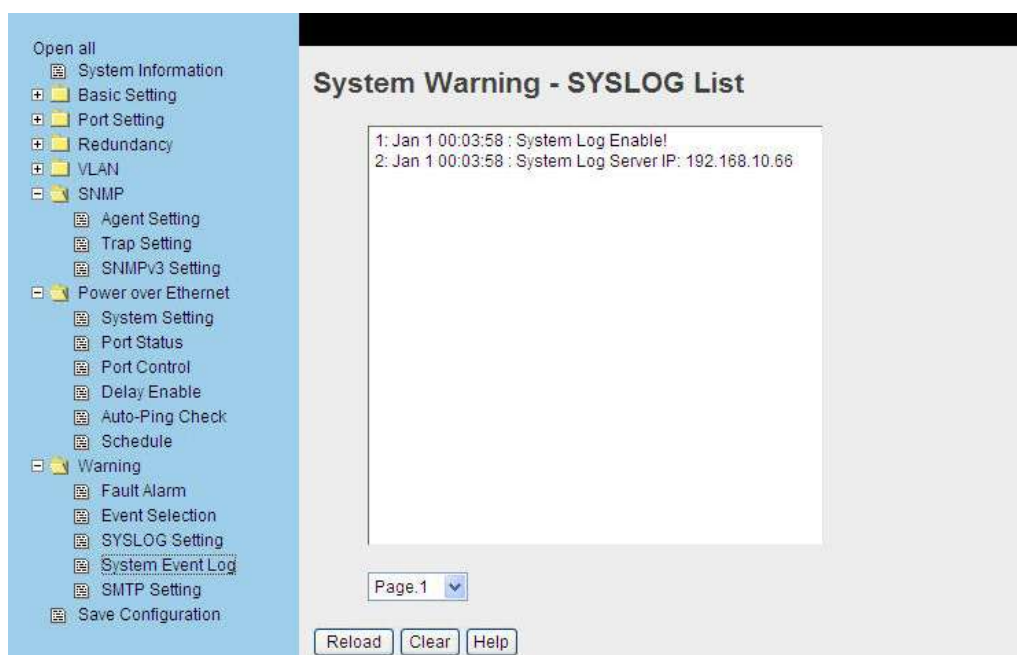 Open all
System Information
Basic Setting
Port Setting
Redundancy
VLAN
SNMP
Agent Setting
Trap Setting
SNMPv3 Setting
Power over Ethernet
System Setting
Port Status
Port Control
Delay Enable
Auto-Ping Check
Schedule
Warning
Fault Alarm
Event Selection
SYSLOG Setting
System Event Log
SMTP Setting
Save Configuration
System Warning - SYSLOG List
1: Jan 1 00:03:58 : System Log Enable!
2: Jan 1 00:03:58 : System Log Server IP: 192.168.10.66
Page.1
Reload Clear Help